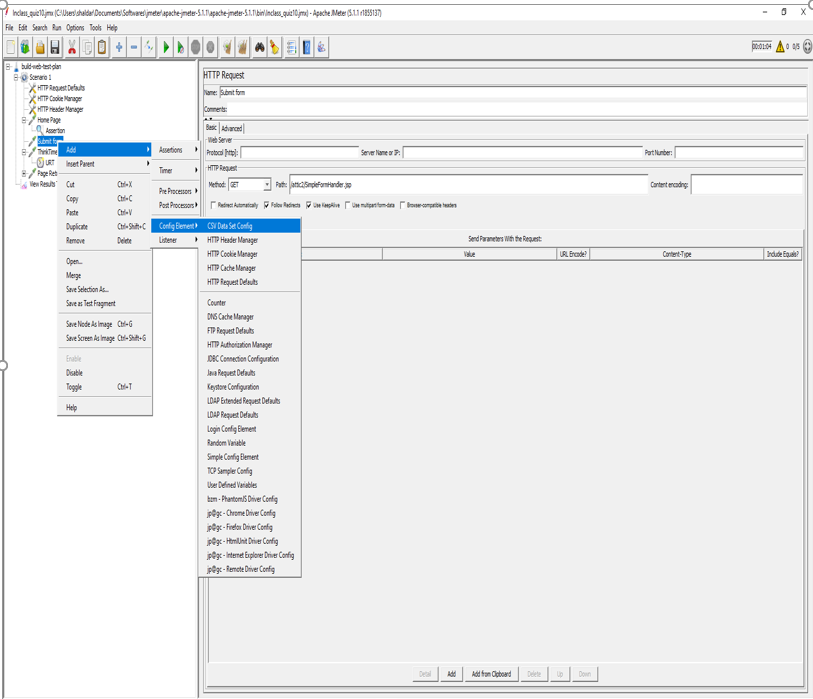 Inclass_quiz10.jmx (C:\Users\shaldar\Documents\Softwares\jmeter\apache-jmeter-5.1.1\apache-jmeter-5.1.1\bin\Inclass_quiz10.jmx) - Apache JMeter (5.1.1 r1855137)
File Edit Search Run Options Tools Help
00:01:04 0 0/5
build-web-test-plan
Scenario 1
HTTP Request Defaults
HTTP Cookie Manager
HTTP Header Manager
Home Page
Assertion
Submit fo
ThinkTime
URT
Page Retr
View Results
Add
Insert Parent
Cut Ctrl+X
Copy Ctrl+C
Paste Ctrl+V
Duplicate Ctrl+Shift+C
Remove Delete
Open...
Merge
Save Selection As...
Save as Test Fragment
Save Node As Image Ctrl+G
Save Screen As Image Ctrl+Shift+G
Enable
Disable
Toggle Ctrl+T
Help
Assertions
Timer
Pre Processors
Post Processors
Config Element
Listener
CSV Data Set Config
HTTP Header Manager
HTTP Cookie Manager
HTTP Cache Manager
HTTP Request Defaults
Counter
DNS Cache Manager
FTP Request Defaults
HTTP Authorization Manager
JDBC Connection Configuration
Java Request Defaults
Keystore Configuration
LDAP Extended Request Defaults
LDAP Request Defaults
Login Config Element
Random Variable
Simple Config Element
TCP Sampler Config
User Defined Variables
bzm - PhantomJS Driver Config
jp@gc - Chrome Driver Config
jp@gc - Firefox Driver Config
jp@gc - HtmlUnit Driver Config
jp@gc - Internet Explorer Driver Config
jp@gc - Remote Driver Config
HTTP Request
Name: Submit form
Comments:
Basic Advanced
Web Server
Protocol [http]: Server Name or IP: Port Number:
HTTP Request
Method: GET Path: /attic2/SimpleFormHandler.jsp Content encoding:
Redirect Automatically Follow Redirects Use KeepAlive Use multipart/form-data Browser-compatible headers
Send Parameters With the Request:
Value URL Encode? Content-Type Include Equals?
Detail Add Add from Clipboard Delete Up Down